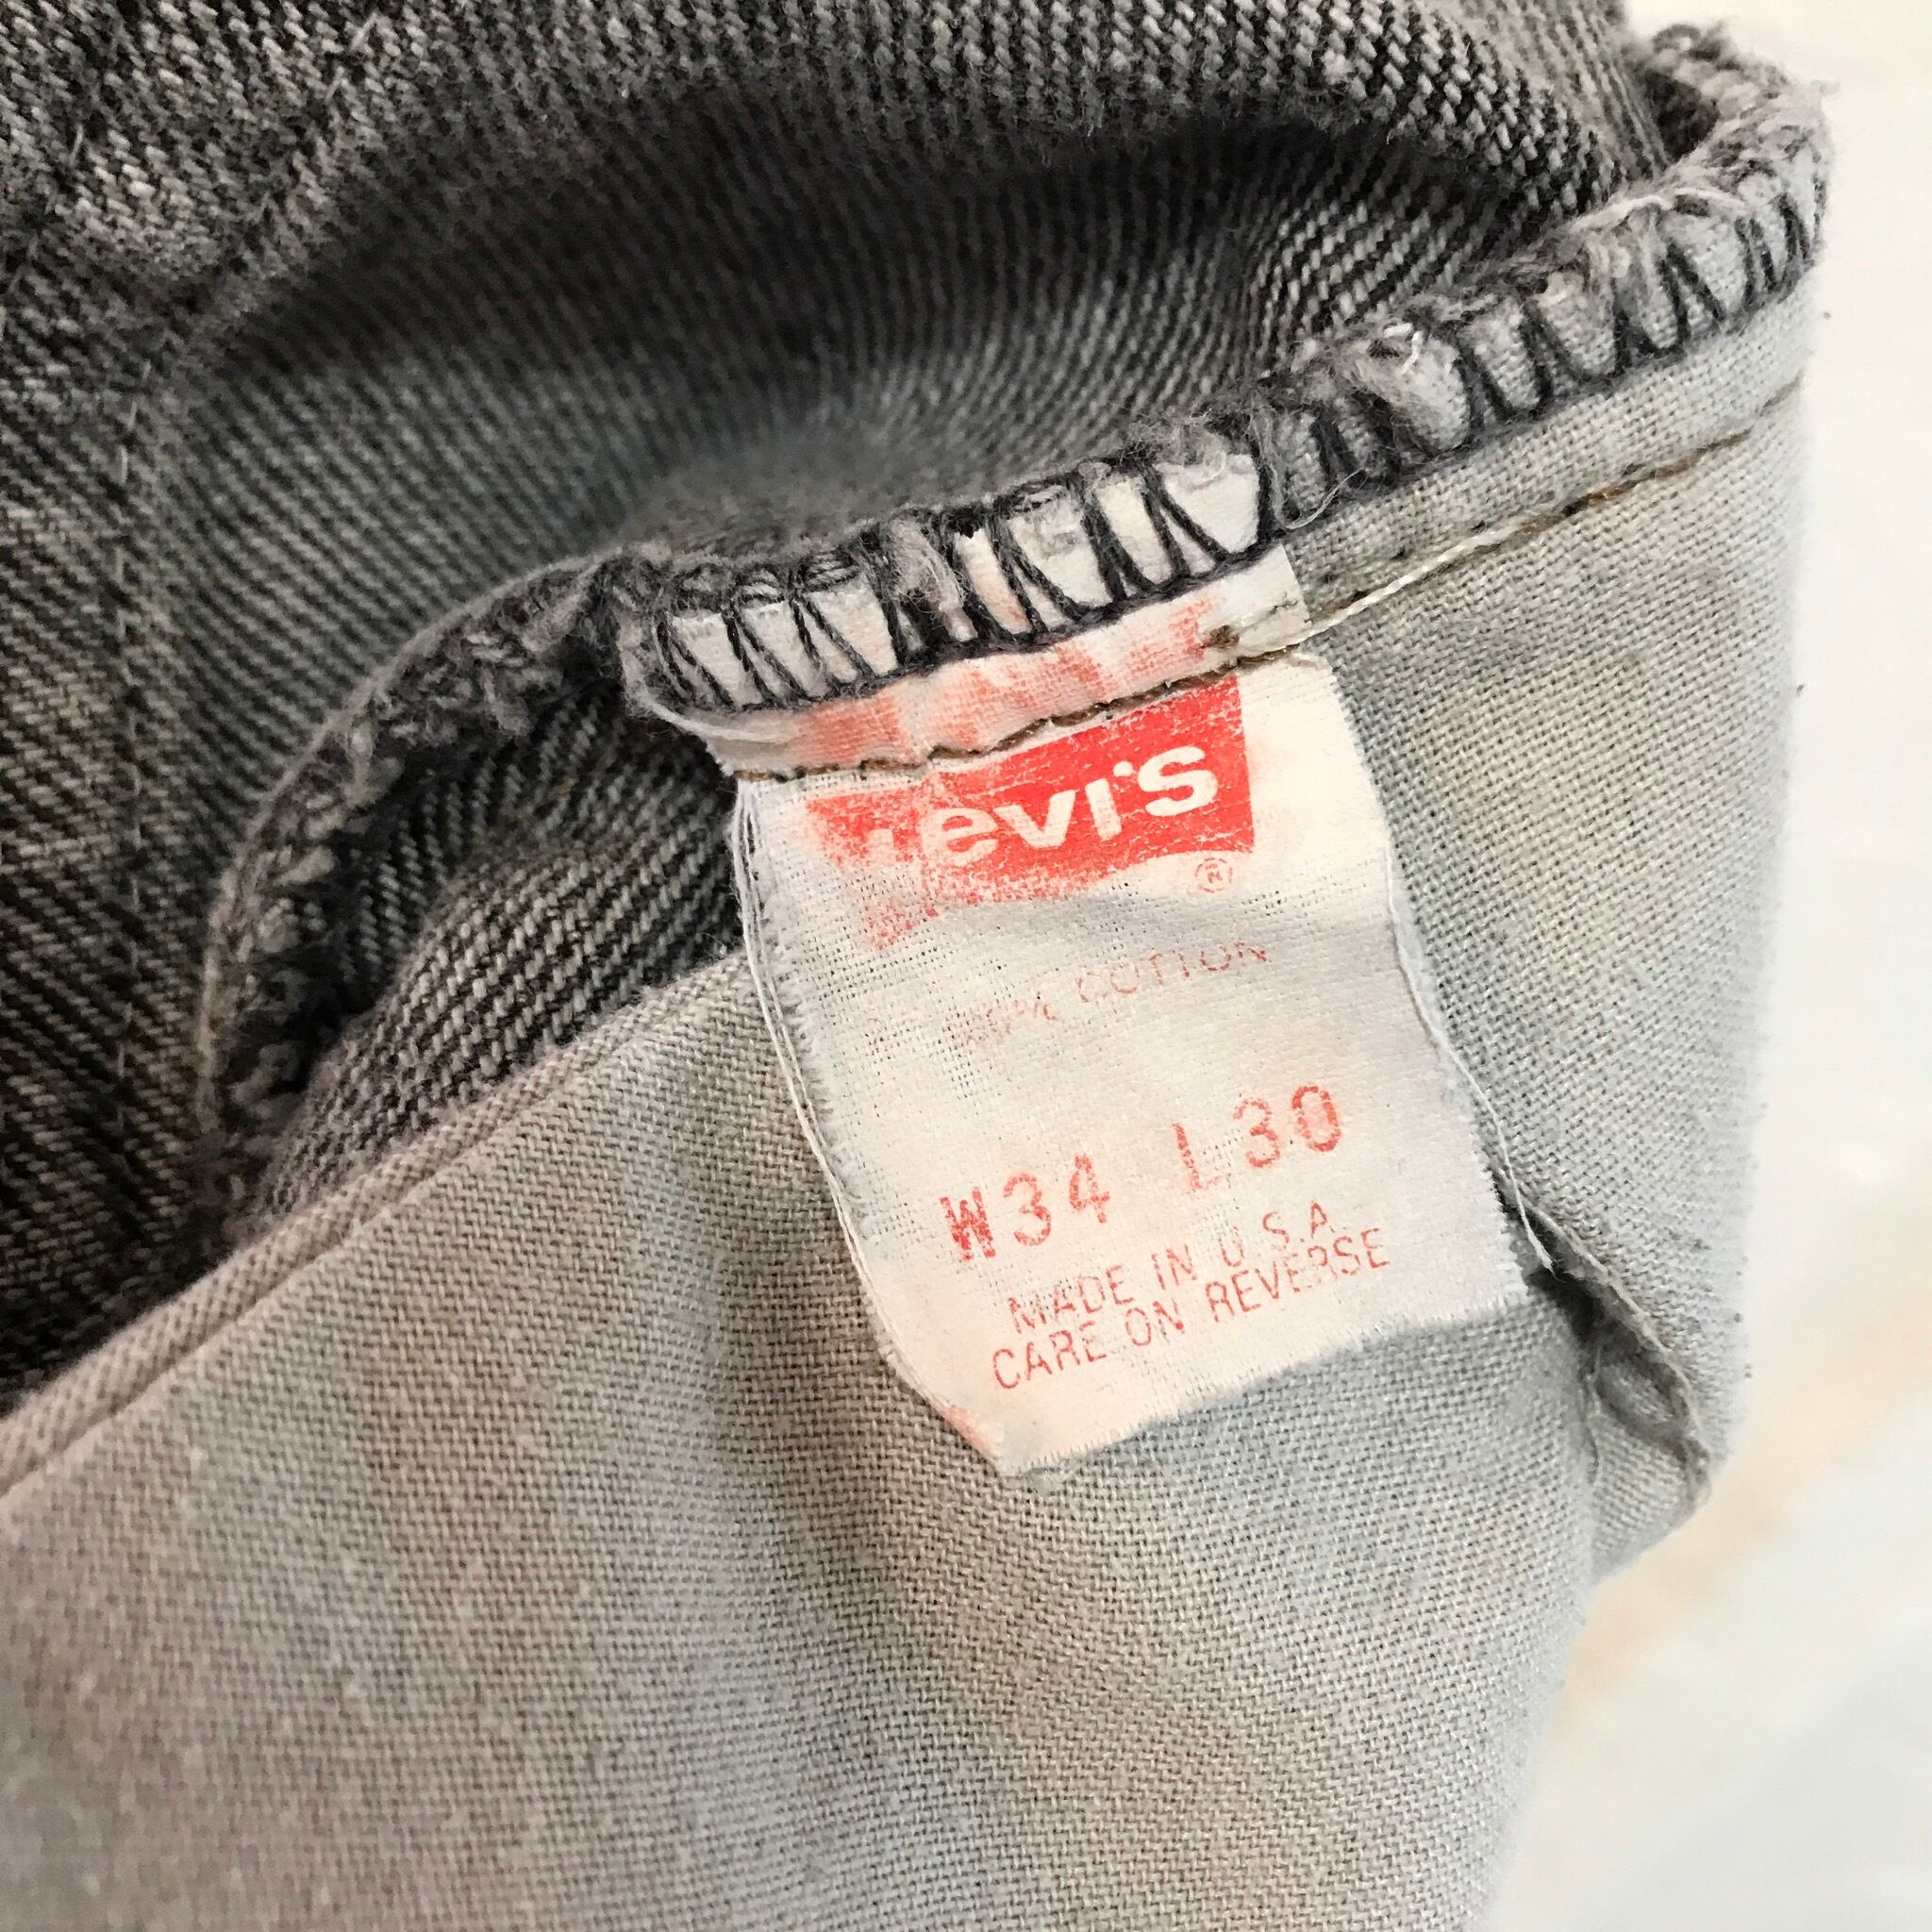 Levi's
®
% COTTON
W34 L30
MADE IN U.S.A
CARE ON REVERSE